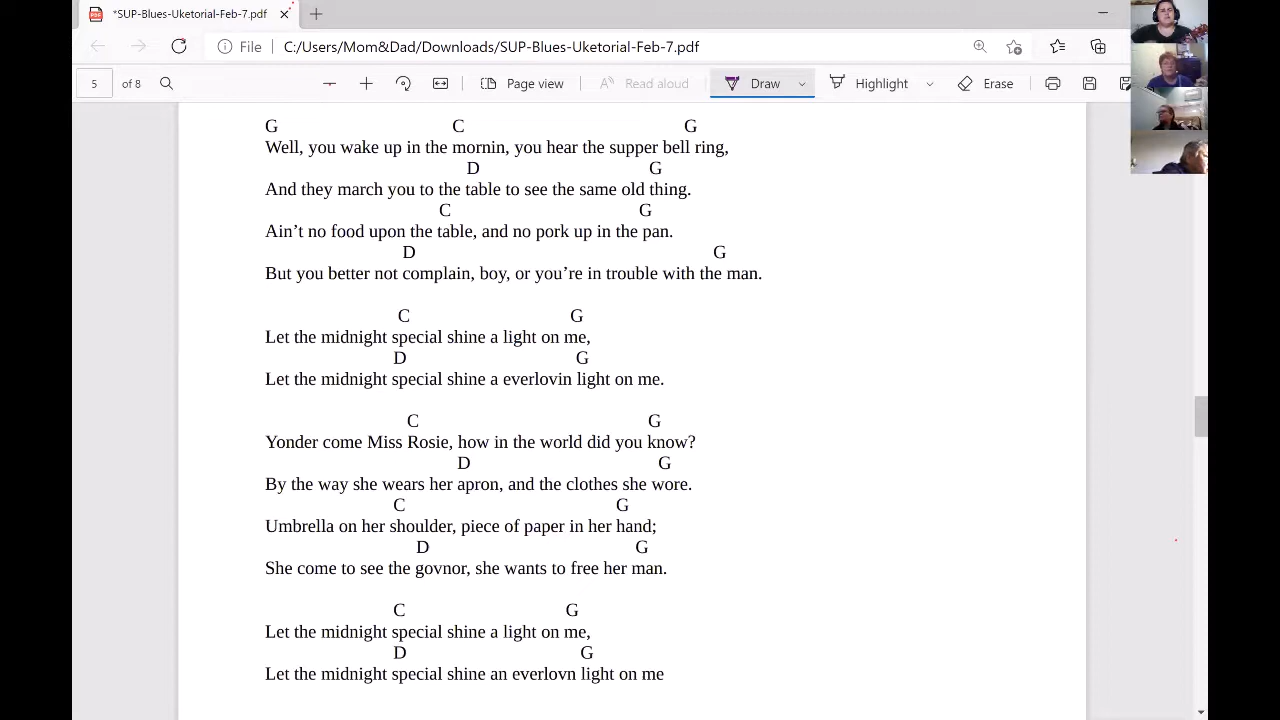 *SUP-Blues-Uketorial-Feb-7.pdf
File C:/Users/Mom&Dad/Downloads/SUP-Blues-Uketorial-Feb-7.pdf
5 of 8 Page view Read aloud Draw Highlight Erase
G C G
Well, you wake up in the mornin, you hear the supper bell ring,
D G
And they march you to the table to see the same old thing.
C G
Ain’t no food upon the table, and no pork up in the pan.
D G
But you better not complain, boy, or you’re in trouble with the man.
C G
Let the midnight special shine a light on me,
D G
Let the midnight special shine a everlovin light on me.
C G
Yonder come Miss Rosie, how in the world did you know?
D G
By the way she wears her apron, and the clothes she wore.
C G
Umbrella on her shoulder, piece of paper in her hand;
D G
She come to see the govnor, she wants to free her man.
C G
Let the midnight special shine a light on me,
D G
Let the midnight special shine an everlovn light on me